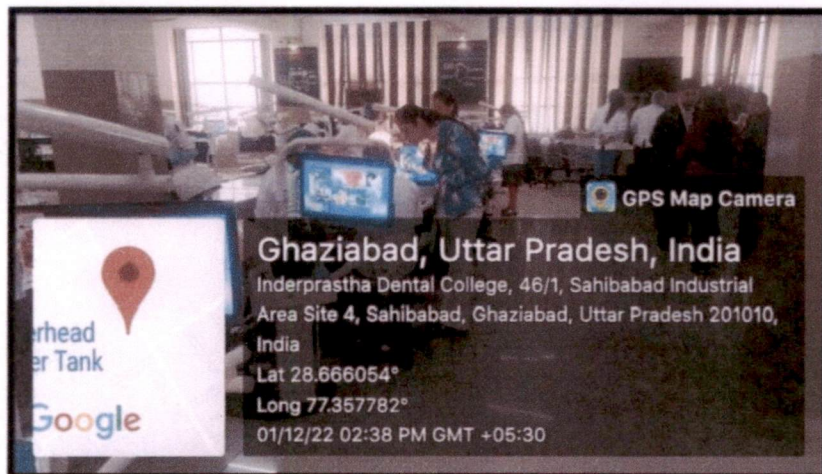 GPS Map Camera
Ghaziabad, Uttar Pradesh, India
Inderprastha Dental College, 46/1, Sahibabad Industrial
Area Site 4, Sahibabad, Ghaziabad, Uttar Pradesh 201010,
India
Lat 28.666054°
Long 77.357782°
01/12/22 02:38 PM GMT +05:30
erhead
er Tank
Google